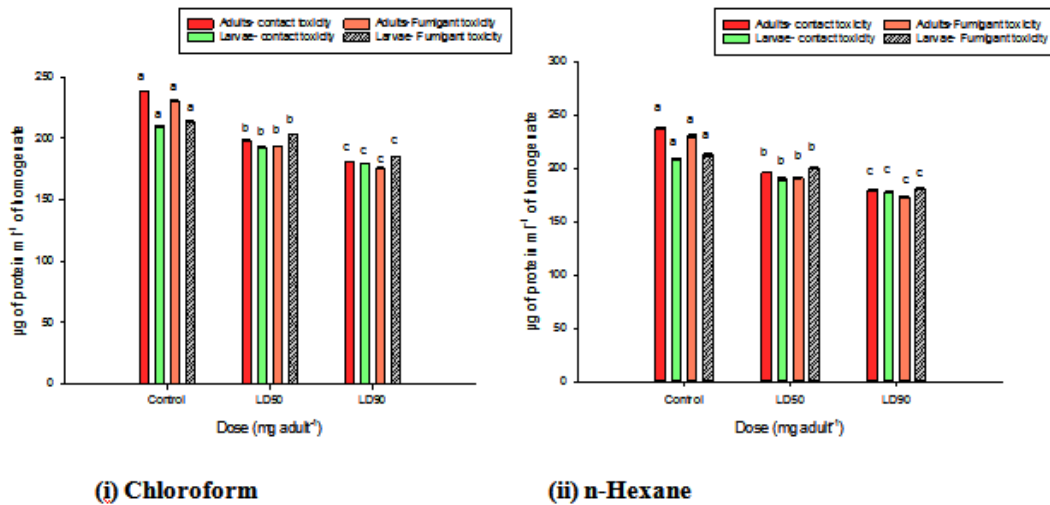 Adults- contact toxicity
Adults-Fumigant toxicity
Larvae- contact toxicity
Larvae- Fumigant toxicity
250
200
150
100
50
0
µg of protein ml⁻¹ of homogenate
a
a
a
a
b
b
b
b
c
c
c
c
Control
LD50
LD90
Dose (mg adult⁻¹)
(i) Chloroform
Adults- contact toxicity
Adults-Fumigant toxicity
Larvae- contact toxicity
Larvae- Fumigant toxicity
300
250
200
150
100
50
0
µg of protein ml⁻¹ of homogenate
a
a
a
a
b
b
b
b
c
c
c
c
Control
LD50
LD90
Dose (mg adult⁻¹)
(ii) n-Hexane